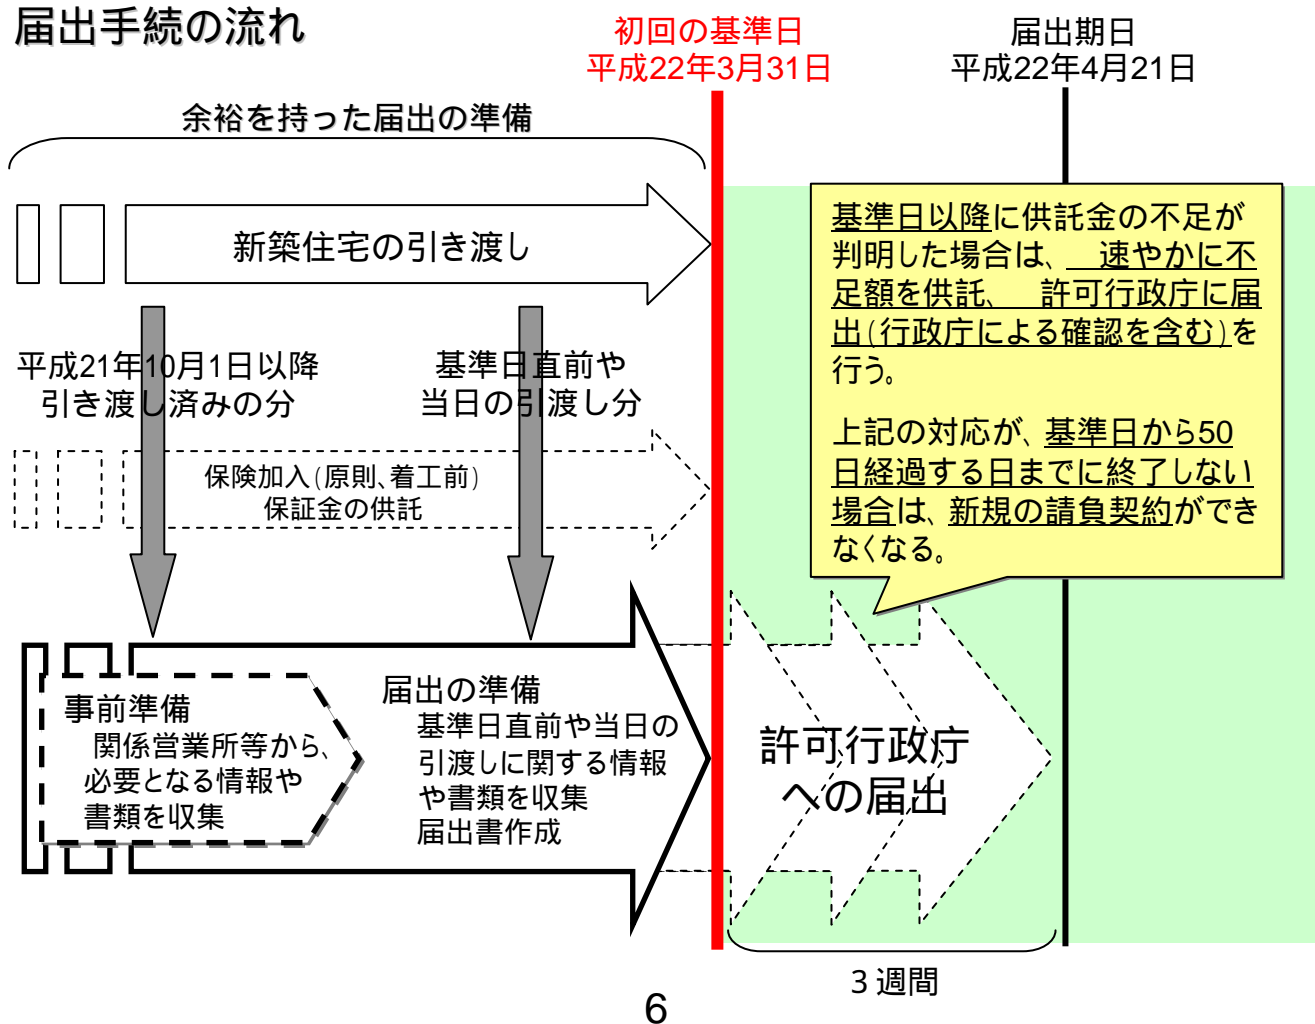 届出手続の流れ
初回の基準日
平成22年3月31日
届出期日
平成22年4月21日
余裕を持った届出の準備
新築住宅の引き渡し
平成21年10月1日以降
引き渡し済みの分
基準日直前や
当日の引渡し分
保険加入(原則、着工前)
保証金の供託
基準日以降に供託金の不足が
判明した場合は、 速やかに不
足額を供託、 許可行政庁に届
出(行政庁による確認を含む)を
行う。
上記の対応が、基準日から50
日経過する日までに終了しない
場合は、新規の請負契約ができ
なくなる。
事前準備
関係営業所等から、
必要となる情報や
書類を収集
届出の準備
基準日直前や当日の
引渡しに関する情報
や書類を収集
届出書作成
許可行政庁
への届出
3週間
6